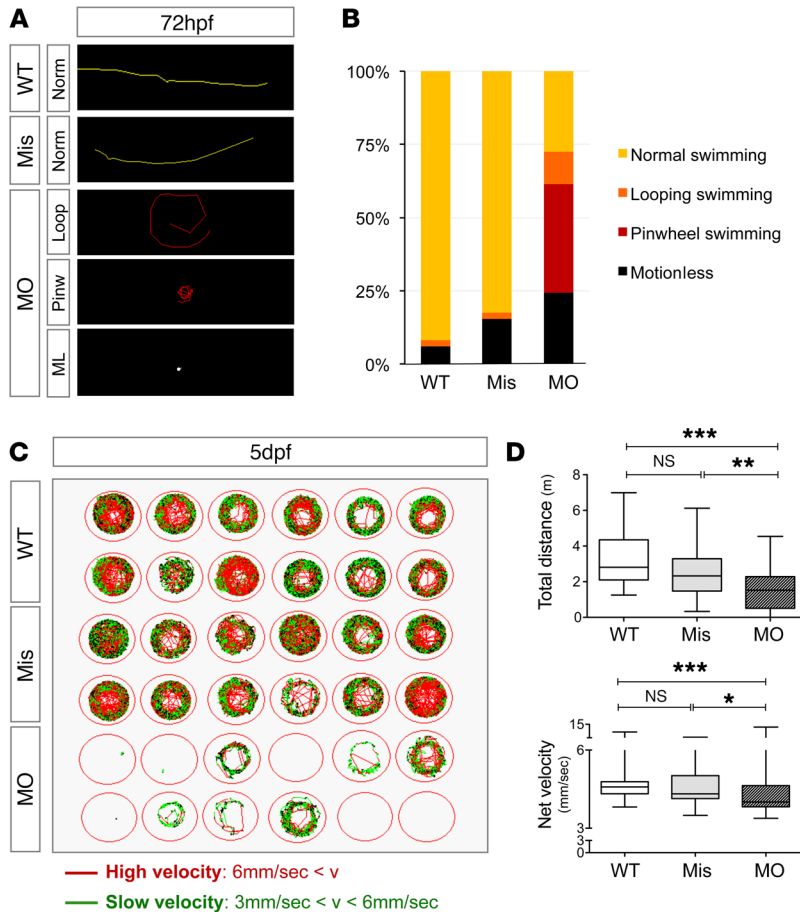 A
72hpf
WT
Norm
Mis
Norm
MO
Loop
Pinw
ML
B
100%
75%
50%
25%
0%
WT Mis MO
Normal swimming
Looping swimming
Pinwheel swimming
Motionless
C
5dpf
WT
Mis
MO
High velocity: 6mm/sec < v
Slow velocity: 3mm/sec < v < 6mm/sec
D
***
NS **
Total distance (m)
8
6
4
2
0
WT Mis MO
***
NS *
Net velocity
(mm/sec)
15
6
3
3
0
WT Mis MO